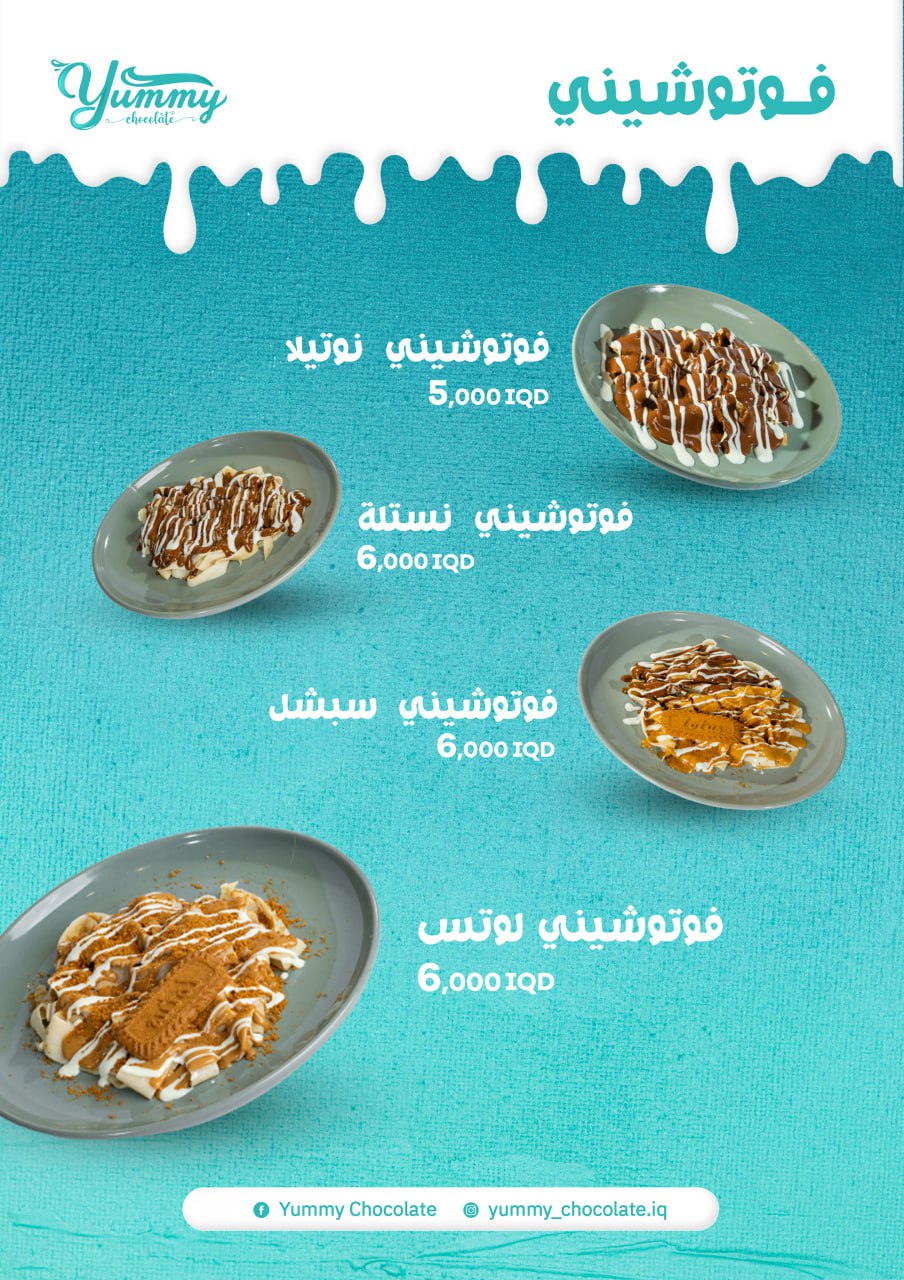 Yummy
chocolate
فوتوشيني
فوتوشيني نوتيلا
5,000 IQD
فوتوشيني نستلة
6,000 IQD
فوتوشيني سبشل
6,000 IQD
فوتوشيني لوتس
6,000 IQD
Yummy Chocolate yummy_chocolate.iq